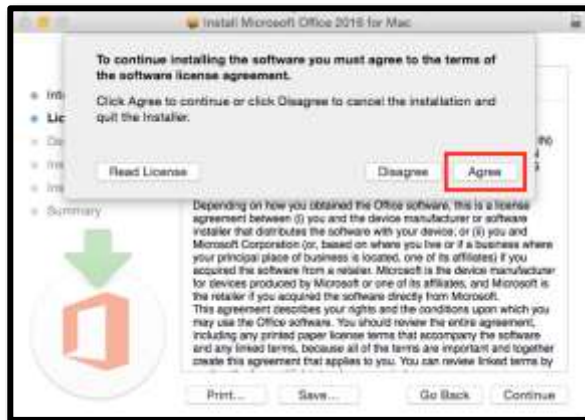 Install Microsoft Office 2016 for Mac
To continue installing the software you must agree to the terms of
the software license agreement.
Click Agree to continue or click Disagree to cancel the installation and
quit the Installer.
Read License
Disagree
Agree
Summary
Depending on how you obtained the Office software, this is a license
agreement between (i) you and the device manufacturer or software
installer that distributes the software with your device; or (ii) you and
Microsoft Corporation (or, based on where you live or if a business where
your principal place of business is located, one of its affiliates) if you
acquired the software from a retailer. Microsoft is the device manufacturer
for devices produced by Microsoft or one of its affiliates, and Microsoft is
the retailer if you acquired the software directly from Microsoft.
This agreement describes your rights and the conditions upon which you
may use the Office software. You should review the entire agreement,
including any printed paper license terms that accompany the software
and any linked terms, because all of the terms are important and together
create this agreement that applies to you. You can review linked terms by
Print...
Save...
Go Back
Continue